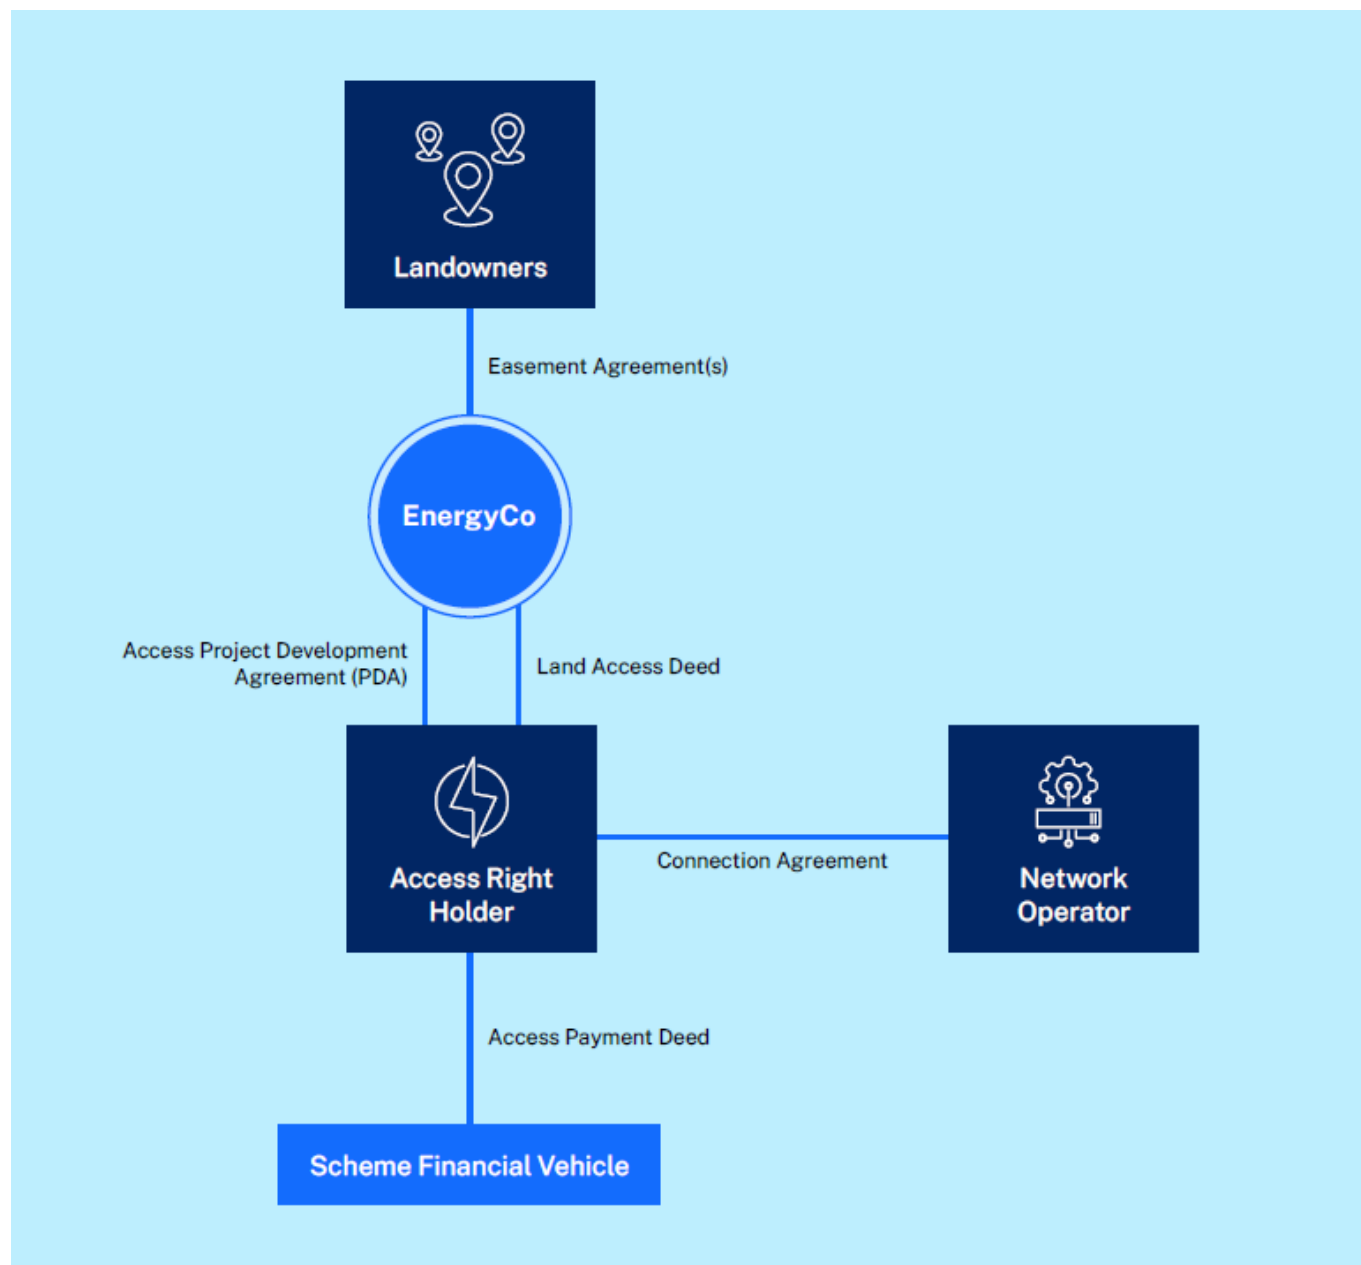 Landowners
Easement Agreement(s)
EnergyCo
Access Project Development
Agreement (PDA)
Land Access Deed
Access Right
Holder
Connection Agreement
Network
Operator
Access Payment Deed
Scheme Financial Vehicle